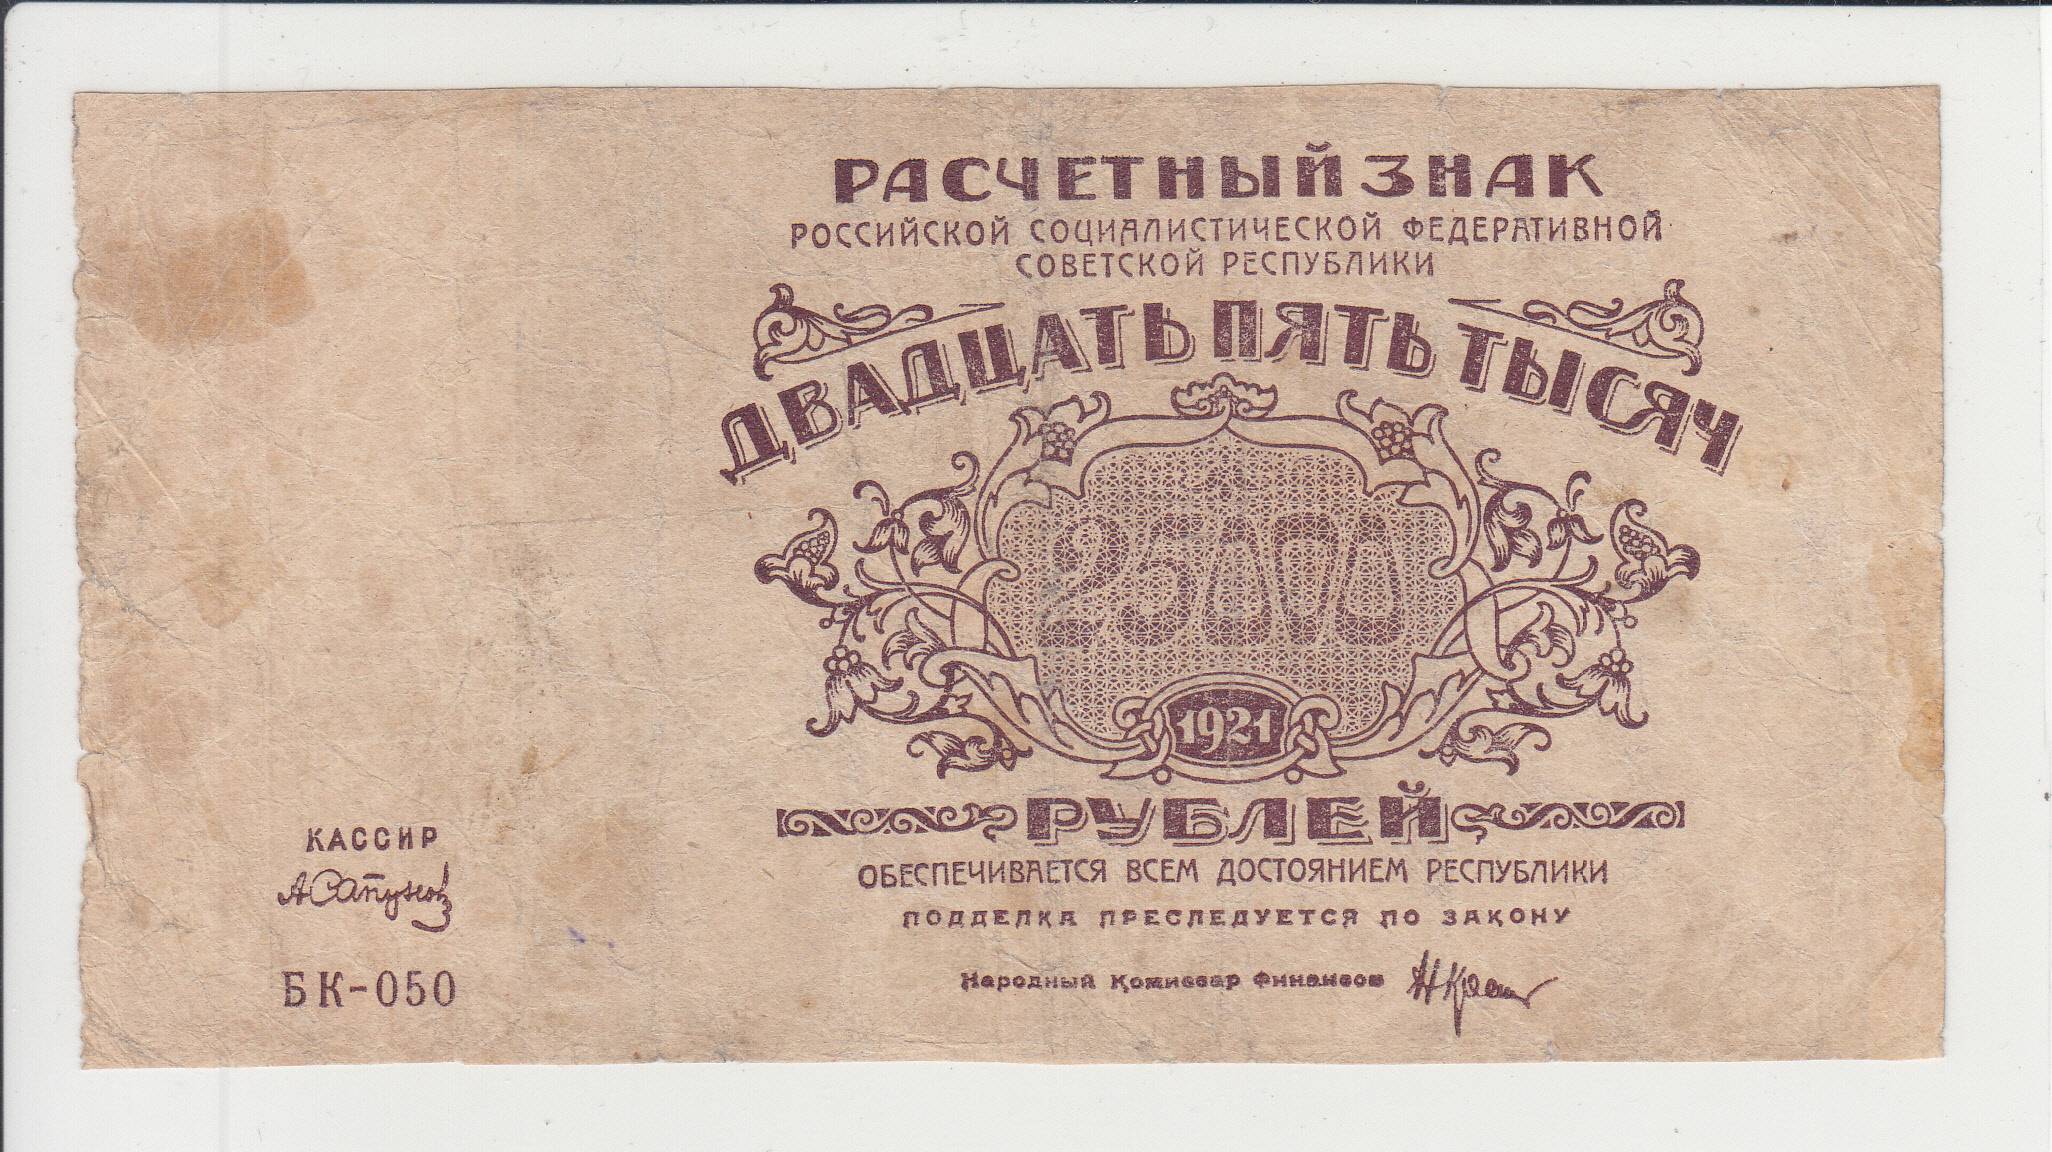 РАСЧЕТНЫЙ ЗНАК
РОССИЙСКОЙ СОЦИАЛИСТИЧЕСКОЙ ФЕДЕРАТИВНОЙ
СОВЕТСКОЙ РЕСПУБЛИКИ
ДВАДЦАТЬ ПЯТЬ ТЫСЯЧ
25000
1921
РУБЛЕЙ
ОБЕСПЕЧИВАЕТСЯ ВСЕМ ДОСТОЯНИЕМ РЕСПУБЛИКИ
ПОДДЕЛКА ПРЕСЛЕДУЕТСЯ ПО ЗАКОНУ
Народный Комиссар Финансов
КАССИР
БК-050